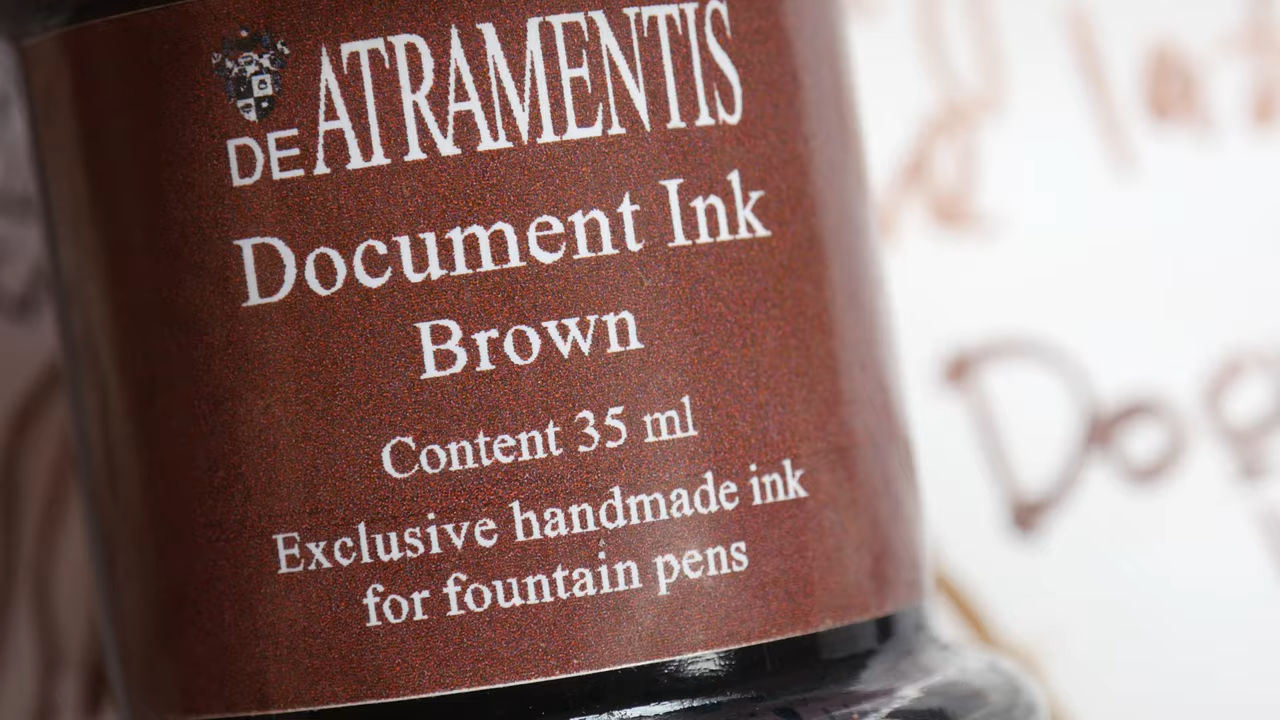 DE ATRAMENTIS
Document Ink
Brown
Content 35 ml
Exclusive handmade ink
for fountain pens